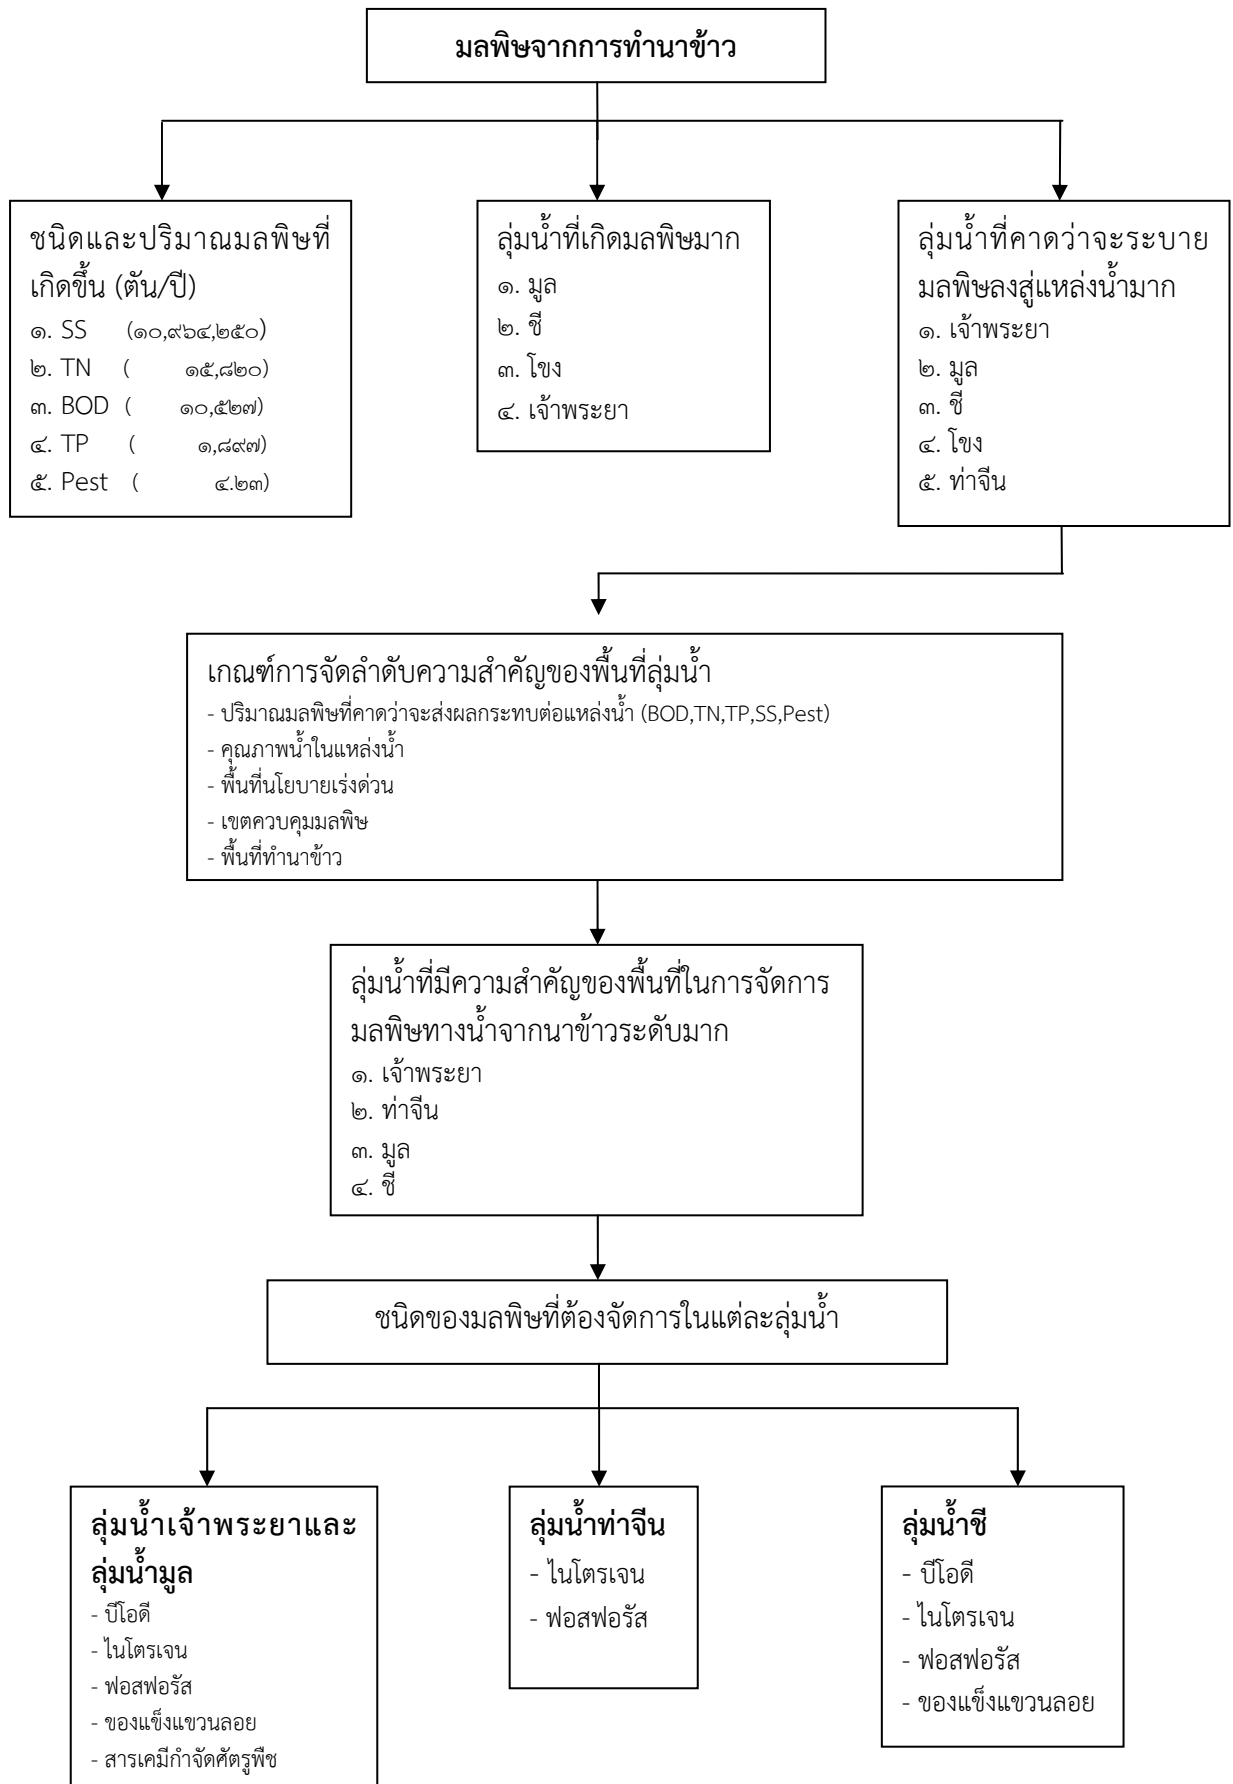 มลพิษจากการทำนาข้าว
ชนิดและปริมาณมลพิษที่
เกิดขึ้น (ตัน/ปี)
๑. SS (๑๐,๙๖๔,๒๕๐)
๒. TN ( ๑๕,๘๒๐)
๓. BOD ( ๑๐,๕๒๗)
๔. TP ( ๑,๘๙๗)
๕. Pest ( ๔.๒๓)
ลุ่มน้ำที่เกิดมลพิษมาก
๑. มูล
๒. ชี
๓. โขง
๔. เจ้าพระยา
ลุ่มน้ำที่คาดว่าจะระบาย
มลพิษลงสู่แหล่งน้ำมาก
๑. เจ้าพระยา
๒. มูล
๓. ชี
๔. โขง
๕. ท่าจีน
เกณฑ์การจัดลำดับความสำคัญของพื้นที่ลุ่มน้ำ
- ปริมาณมลพิษที่คาดว่าจะส่งผลกระทบต่อแหล่งน้ำ (BOD,TN,TP,SS,Pest)
- คุณภาพน้ำในแหล่งน้ำ
- พื้นที่นโยบายเร่งด่วน
- เขตควบคุมมลพิษ
- พื้นที่ทำนาข้าว
ลุ่มน้ำที่มีความสำคัญของพื้นที่ในการจัดการ
มลพิษทางน้ำจากนาข้าวระดับมาก
๑. เจ้าพระยา
๒. ท่าจีน
๓. มูล
๔. ชี
ชนิดของมลพิษที่ต้องจัดการในแต่ละลุ่มน้ำ
ลุ่มน้ำเจ้าพระยาและ
ลุ่มน้ำมูล
- บีโอดี
- ไนโตรเจน
- ฟอสฟอรัส
- ของแข็งแขวนลอย
- สารเคมีกำจัดศัตรูพืช
ลุ่มน้ำท่าจีน
- ไนโตรเจน
- ฟอสฟอรัส
ลุ่มน้ำชี
- บีโอดี
- ไนโตรเจน
- ฟอสฟอรัส
- ของแข็งแขวนลอย